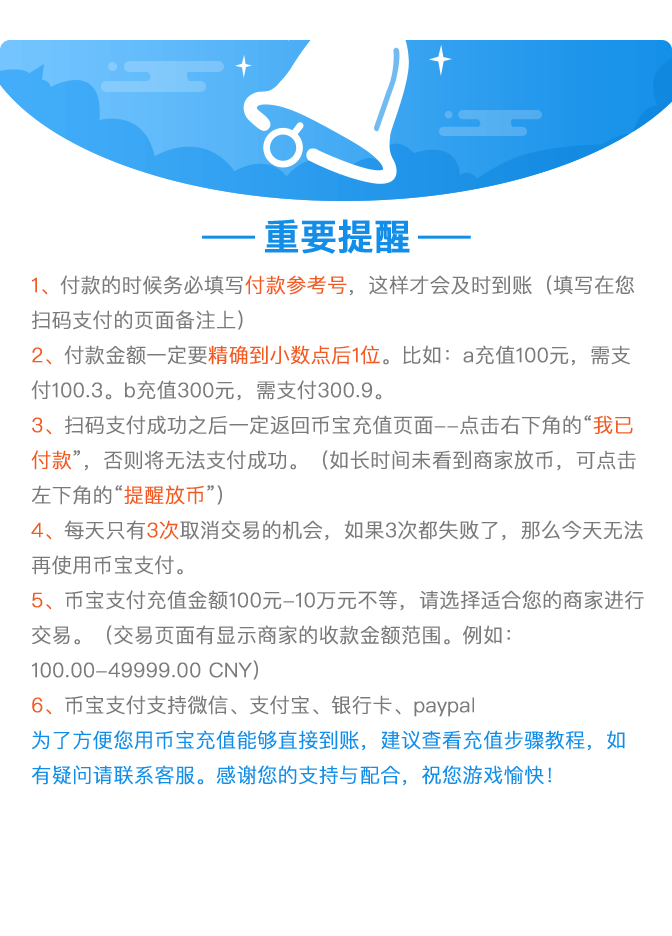 重要提醒
1、付款的时候务必填写付款参考号，这样才会及时到账（填写在您
扫码支付的页面备注上）
2、付款金额一定要精确到小数点后1位。比如：a充值100元，需支
付100.3。b充值300元，需支付300.9。
3、扫码支付成功之后一定返回币宝充值页面--点击右下角的“我已
付款”，否则将无法支付成功。（如长时间未看到商家放币，可点击
左下角的“提醒放币”）
4、每天只有3次取消交易的机会，如果3次都失败了，那么今天无法
再使用币宝支付。
5、币宝支付充值金额100元-10万元不等，请选择适合您的商家进行
交易。（交易页面有显示商家的收款金额范围。例如：
100.00-49999.00 CNY）
6、币宝支付支持微信、支付宝、银行卡、paypal
为了方便您用币宝充值能够直接到账，建议查看充值步骤教程，如
有疑问请联系客服。感谢您的支持与配合，祝您游戏愉快！